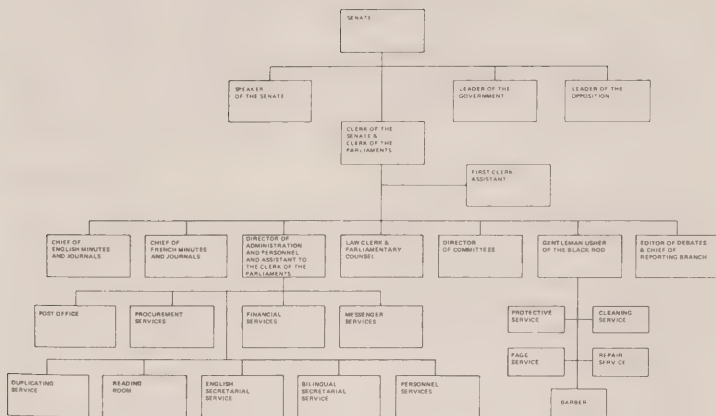 SENATE
SPEAKER
OF THE SENATE
LEADER OF THE
GOVERNMENT
LEADER OF THE
OPPOSITION
CLERK OF THE
SENATE &
CLERK OF THE
PARLIAMENTS
FIRST CLERK
ASSISTANT
CHIEF OF
ENGLISH MINUTES
AND JOURNALS
CHIEF OF
FRENCH MINUTES
AND JOURNALS
DIRECTOR OF
ADMINISTRATION
AND PERSONNEL
AND ASSISTANT TO
THE CLERK OF THE
PARLIAMENTS
LAW CLERK &
PARLIAMENTARY
COUNSEL
DIRECTOR
OF COMMITTEES
GENTLEMAN USHER
OF THE BLACK ROD
EDITOR OF DEBATES
& CHIEF OF
REPORTING BRANCH
POST OFFICE
PROCUREMENT
SERVICES
FINANCIAL
SERVICES
MESSENGER
SERVICES
PROTECTIVE
SERVICE
CLEANING
SERVICE
PAGE
SERVICE
REPAIR
SERVICE
DUPLICATING
SERVICE
READING
ROOM
ENGLISH
SECRETARIAL
SERVICE
BILINGUAL
SECRETARIAL
SERVICE
PERSONNEL
SERVICES
BARBER